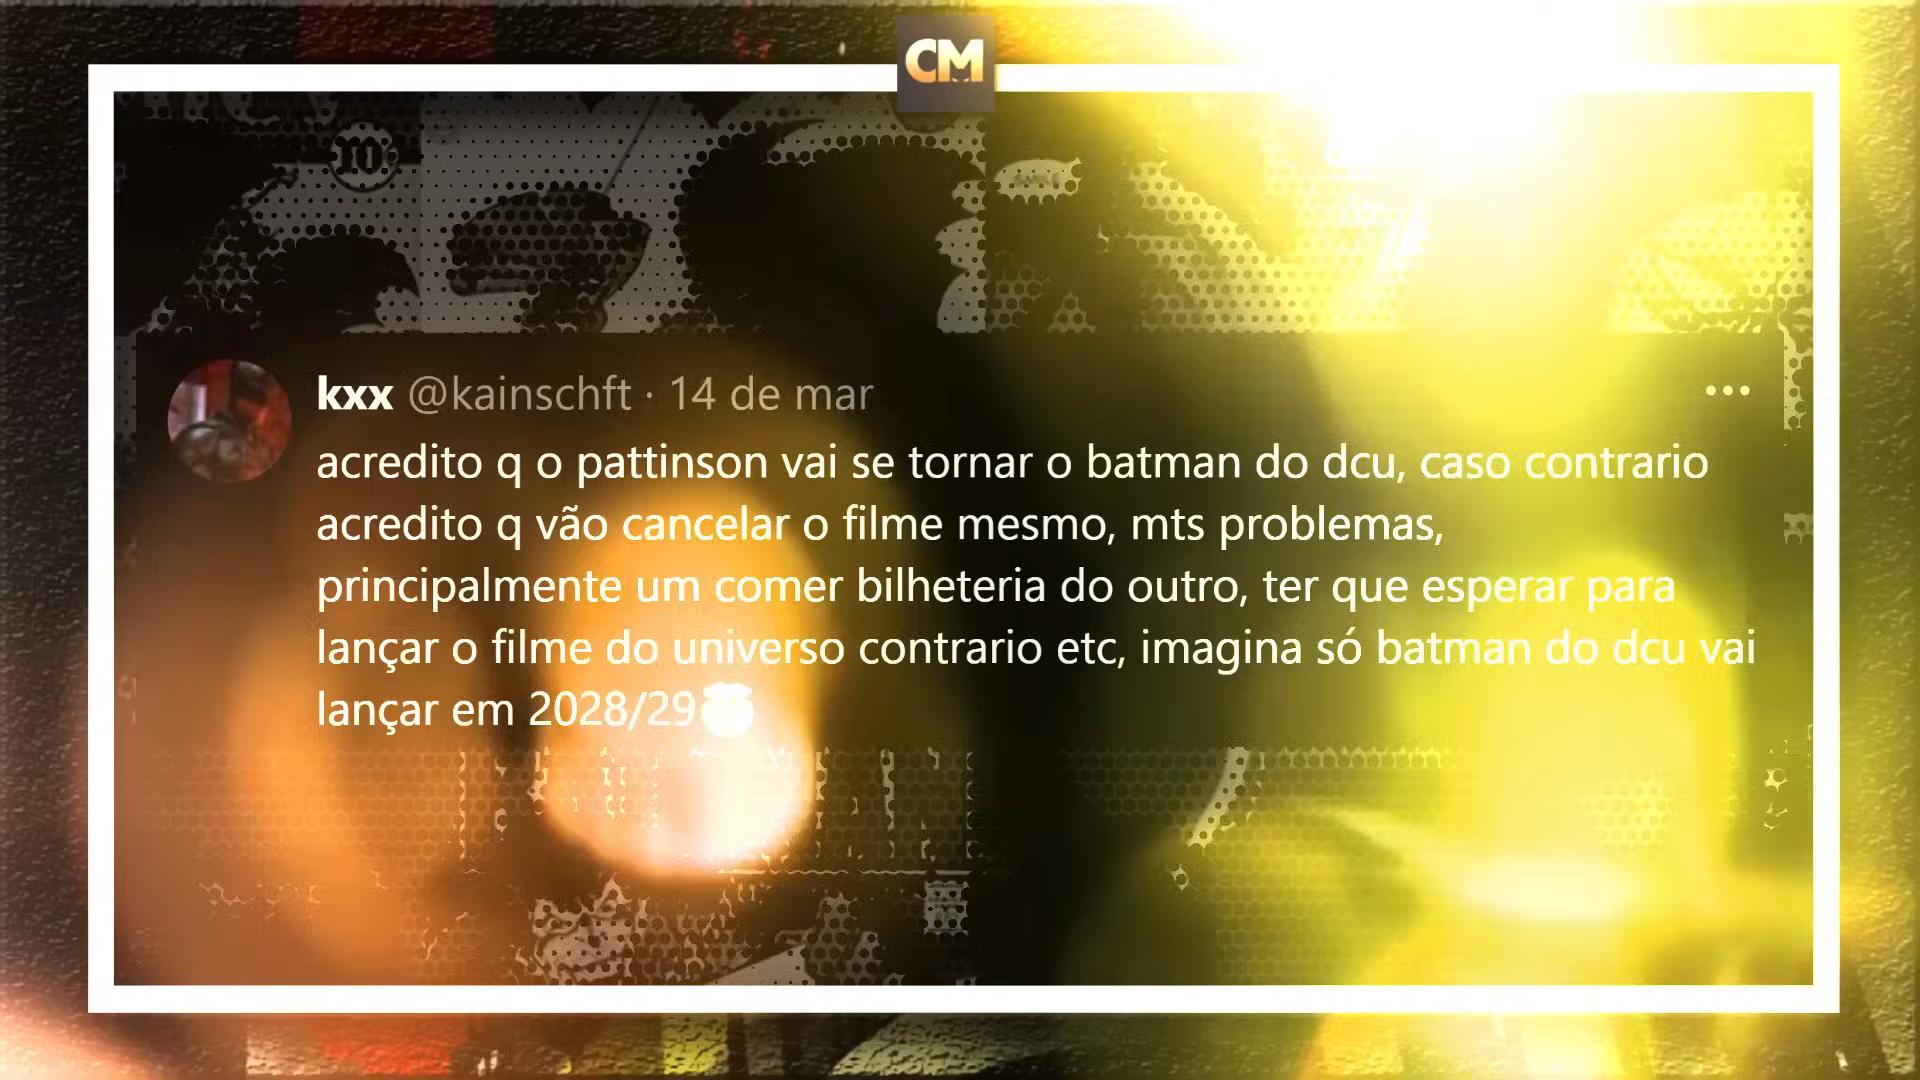 CM
10
kxx @kainschft · 14 de mar
acredito q o pattinson vai se tornar o batman do dcu, caso contrario
acredito q vão cancelar o filme mesmo, mts problemas,
principalmente um comer bilheteria do outro, ter que esperar para
lançar o filme do universo contrario etc, imagina só batman do dcu vai
lançar em 2028/29